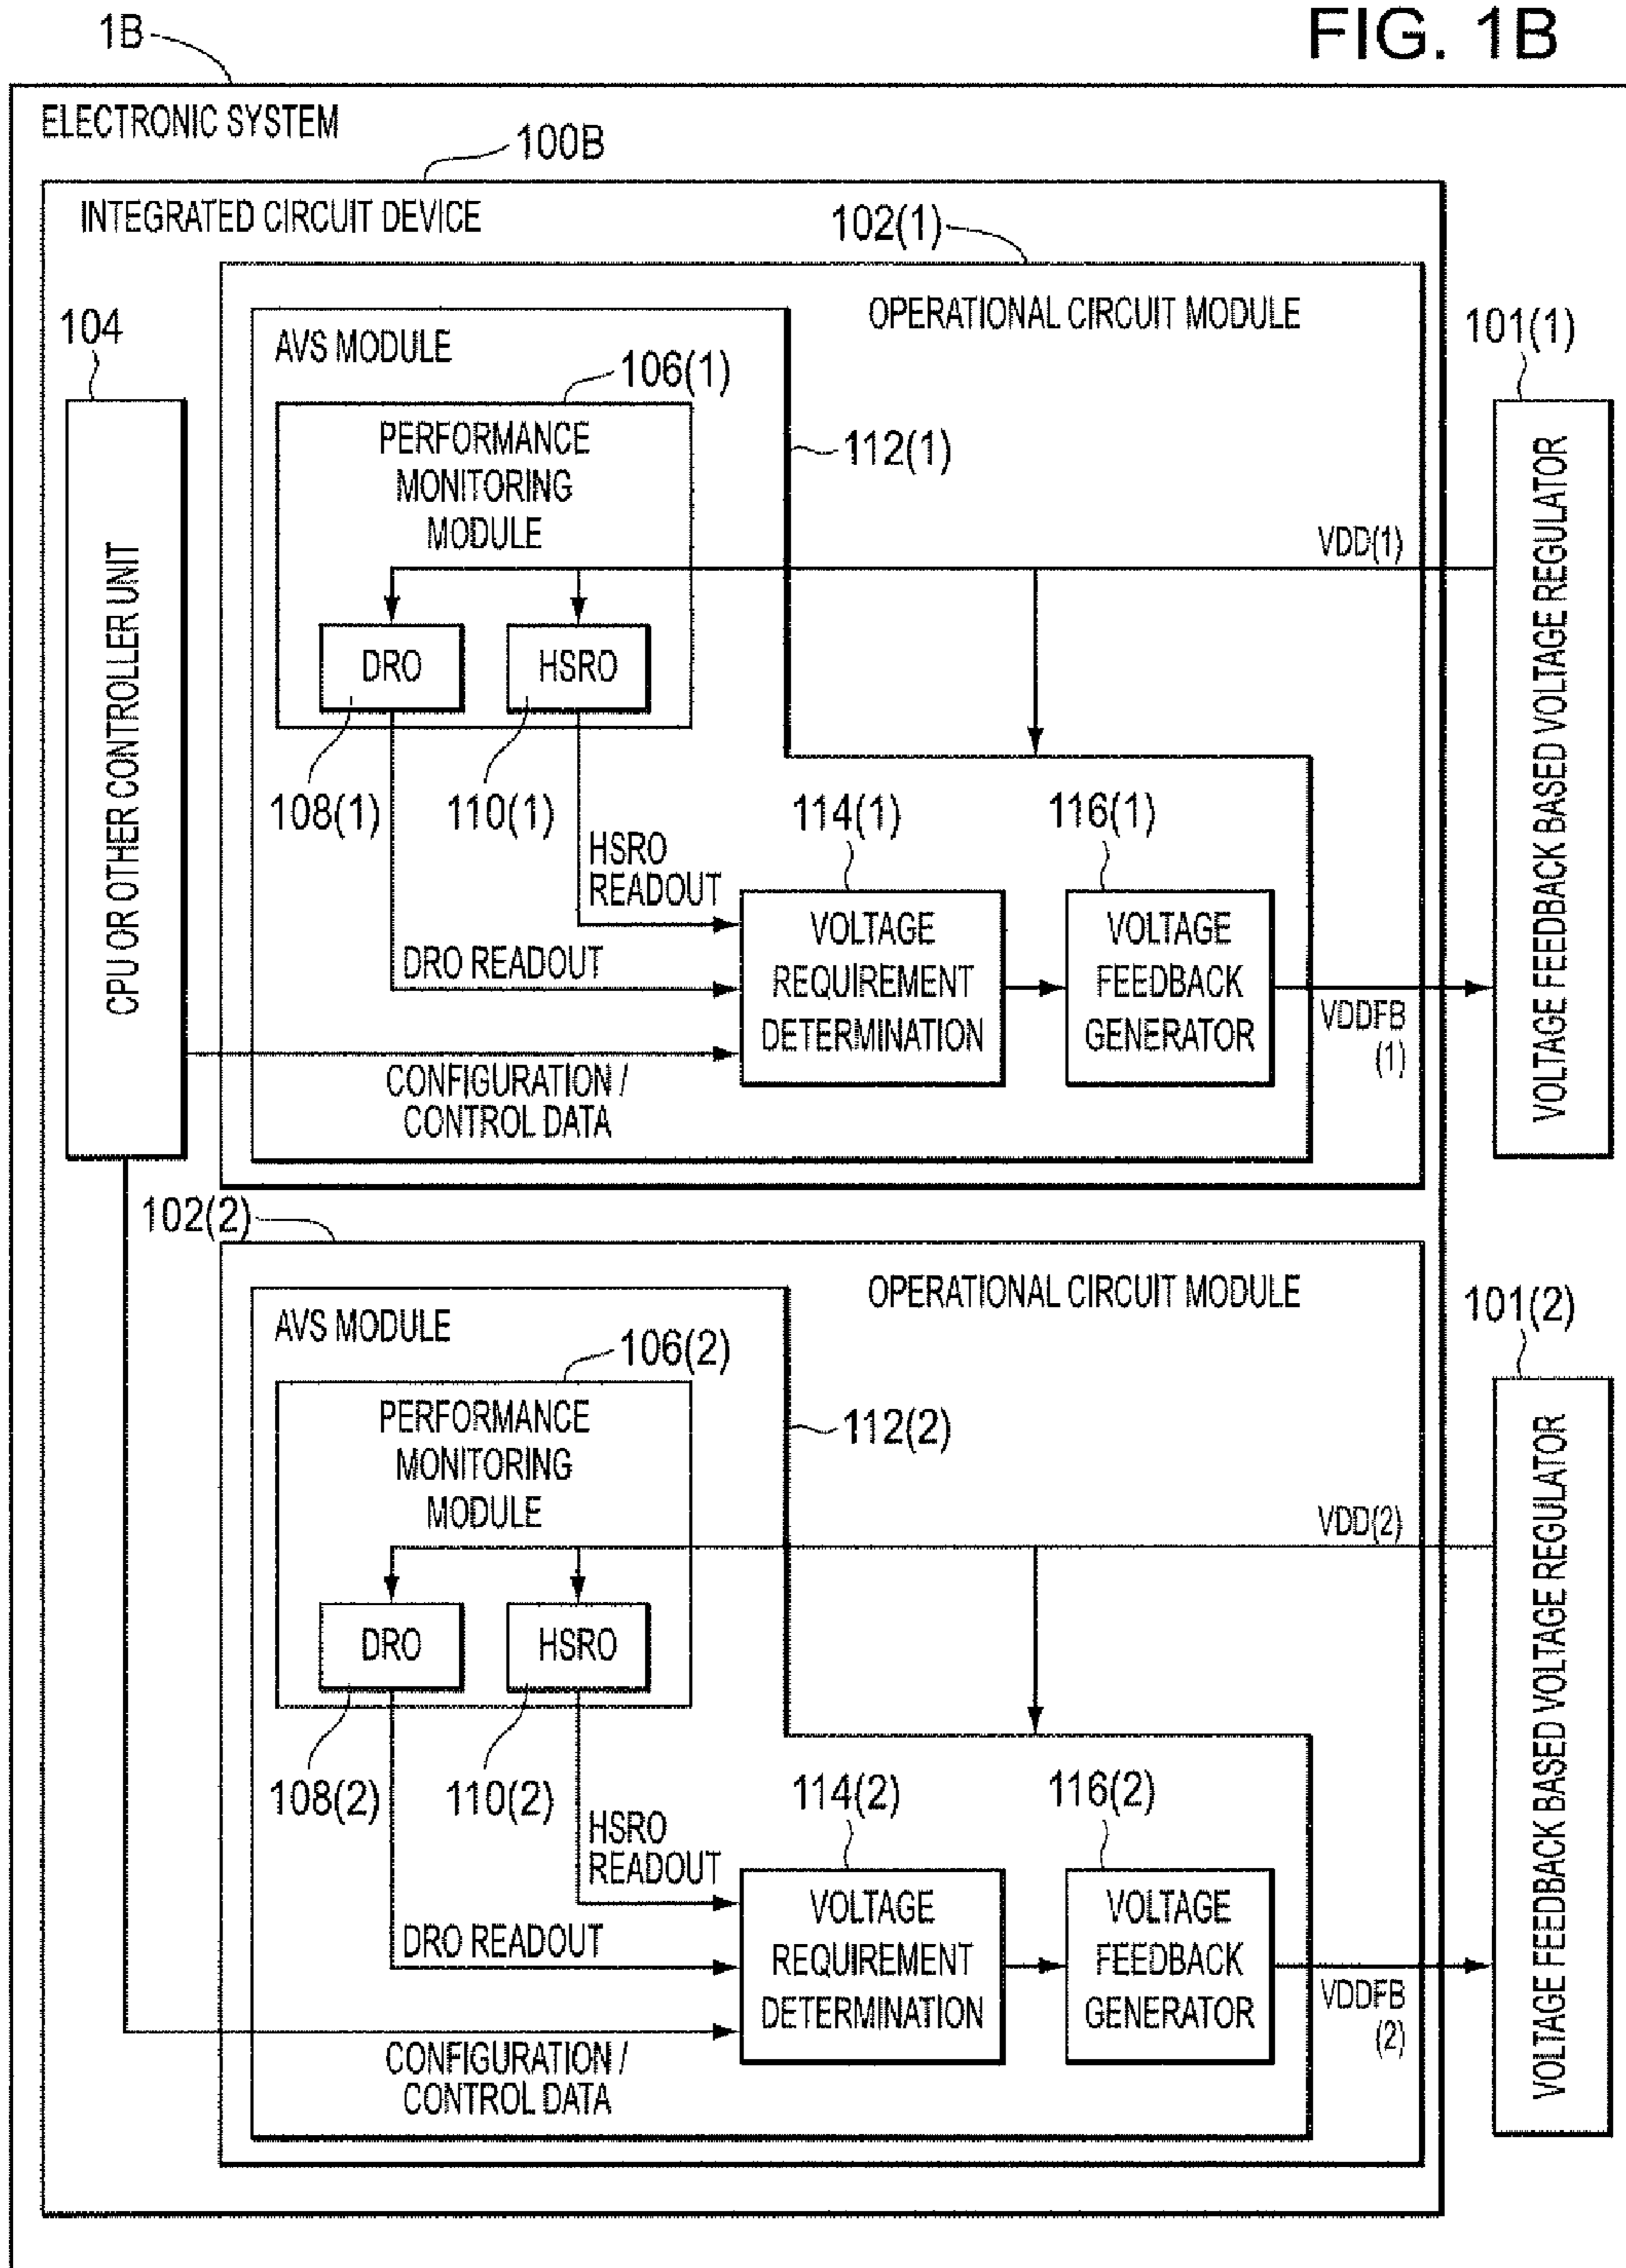 FIG. 1B
1B
ELECTRONIC SYSTEM
100B
INTEGRATED CIRCUIT DEVICE
102(1)
OPERATIONAL CIRCUIT MODULE
104
CPU OR OTHER CONTROLLER UNIT
AVS MODULE
106(1)
PERFORMANCE
MONITORING
MODULE
112(1)
101(1)
VOLTAGE FEEDBACK BASED VOLTAGE REGULATOR
VDD(1)
DRO
HSRO
108(1)
110(1)
114(1)
116(1)
HSRO
READOUT
DRO READOUT
VOLTAGE
REQUIREMENT
DETERMINATION
VOLTAGE
FEEDBACK
GENERATOR
VDDFB
(1)
CONFIGURATION /
CONTROL DATA
102(2)
OPERATIONAL CIRCUIT MODULE
AVS MODULE
106(2)
PERFORMANCE
MONITORING
MODULE
112(2)
101(2)
VOLTAGE FEEDBACK BASED VOLTAGE REGULATOR
VDD(2)
DRO
HSRO
108(2)
110(2)
114(2)
116(2)
HSRO
READOUT
DRO READOUT
VOLTAGE
REQUIREMENT
DETERMINATION
VOLTAGE
FEEDBACK
GENERATOR
VDDFB
(2)
CONFIGURATION /
CONTROL DATA